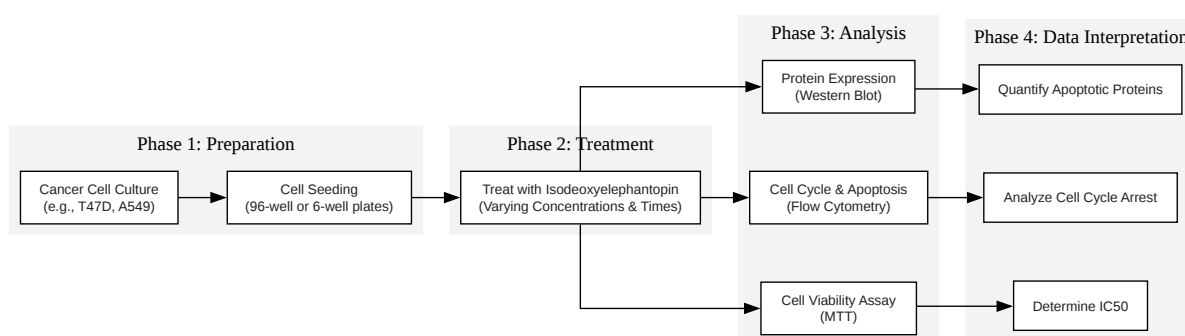 Phase 1: Preparation
Cancer Cell Culture
(e.g., T47D, A549)
Cell Seeding
(96-well or 6-well plates)
Phase 2: Treatment
Treat with Isodeoxyelephantopin
(Varying Concentrations & Times)
Phase 3: Analysis
Protein Expression
(Western Blot)
Cell Cycle & Apoptosis
(Flow Cytometry)
Cell Viability Assay
(MTT)
Phase 4: Data Interpretation
Quantify Apoptotic Proteins
Analyze Cell Cycle Arrest
Determine IC50